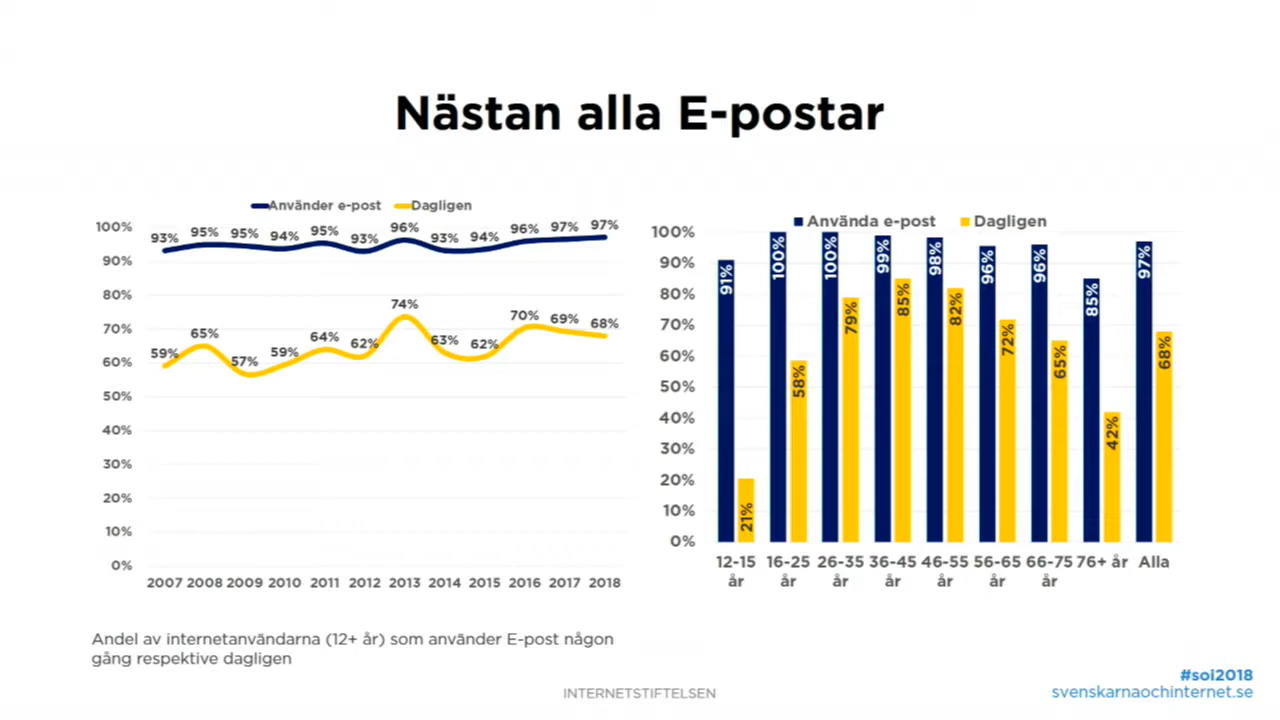 Nästan alla E-postar
Använder e-post Dagligen
100%
90%
80%
70%
60%
50%
40%
30%
20%
10%
0%
93% 95% 95% 94% 95% 93% 96% 93% 94% 96% 97% 97%
59% 65% 57% 59% 64% 62% 74% 63% 62% 70% 69% 68%
2007 2008 2009 2010 2011 2012 2013 2014 2015 2016 2017 2018
Andel av internetanvändarna (12+ år) som använder E-post någon
gång respektive dagligen
Använda e-post Dagligen
100%
90%
80%
70%
60%
50%
40%
30%
20%
10%
0%
91% 100% 100% 99% 98% 96% 96% 85% 97%
21% 58% 79% 85% 82% 72% 65% 42% 68%
12-15 16-25 26-35 36-45 46-55 56-65 66-75 76+ år Alla
år år år år år år år
INTERNETSTIFTELSEN
#soi2018
svenskarnaochinternet.se